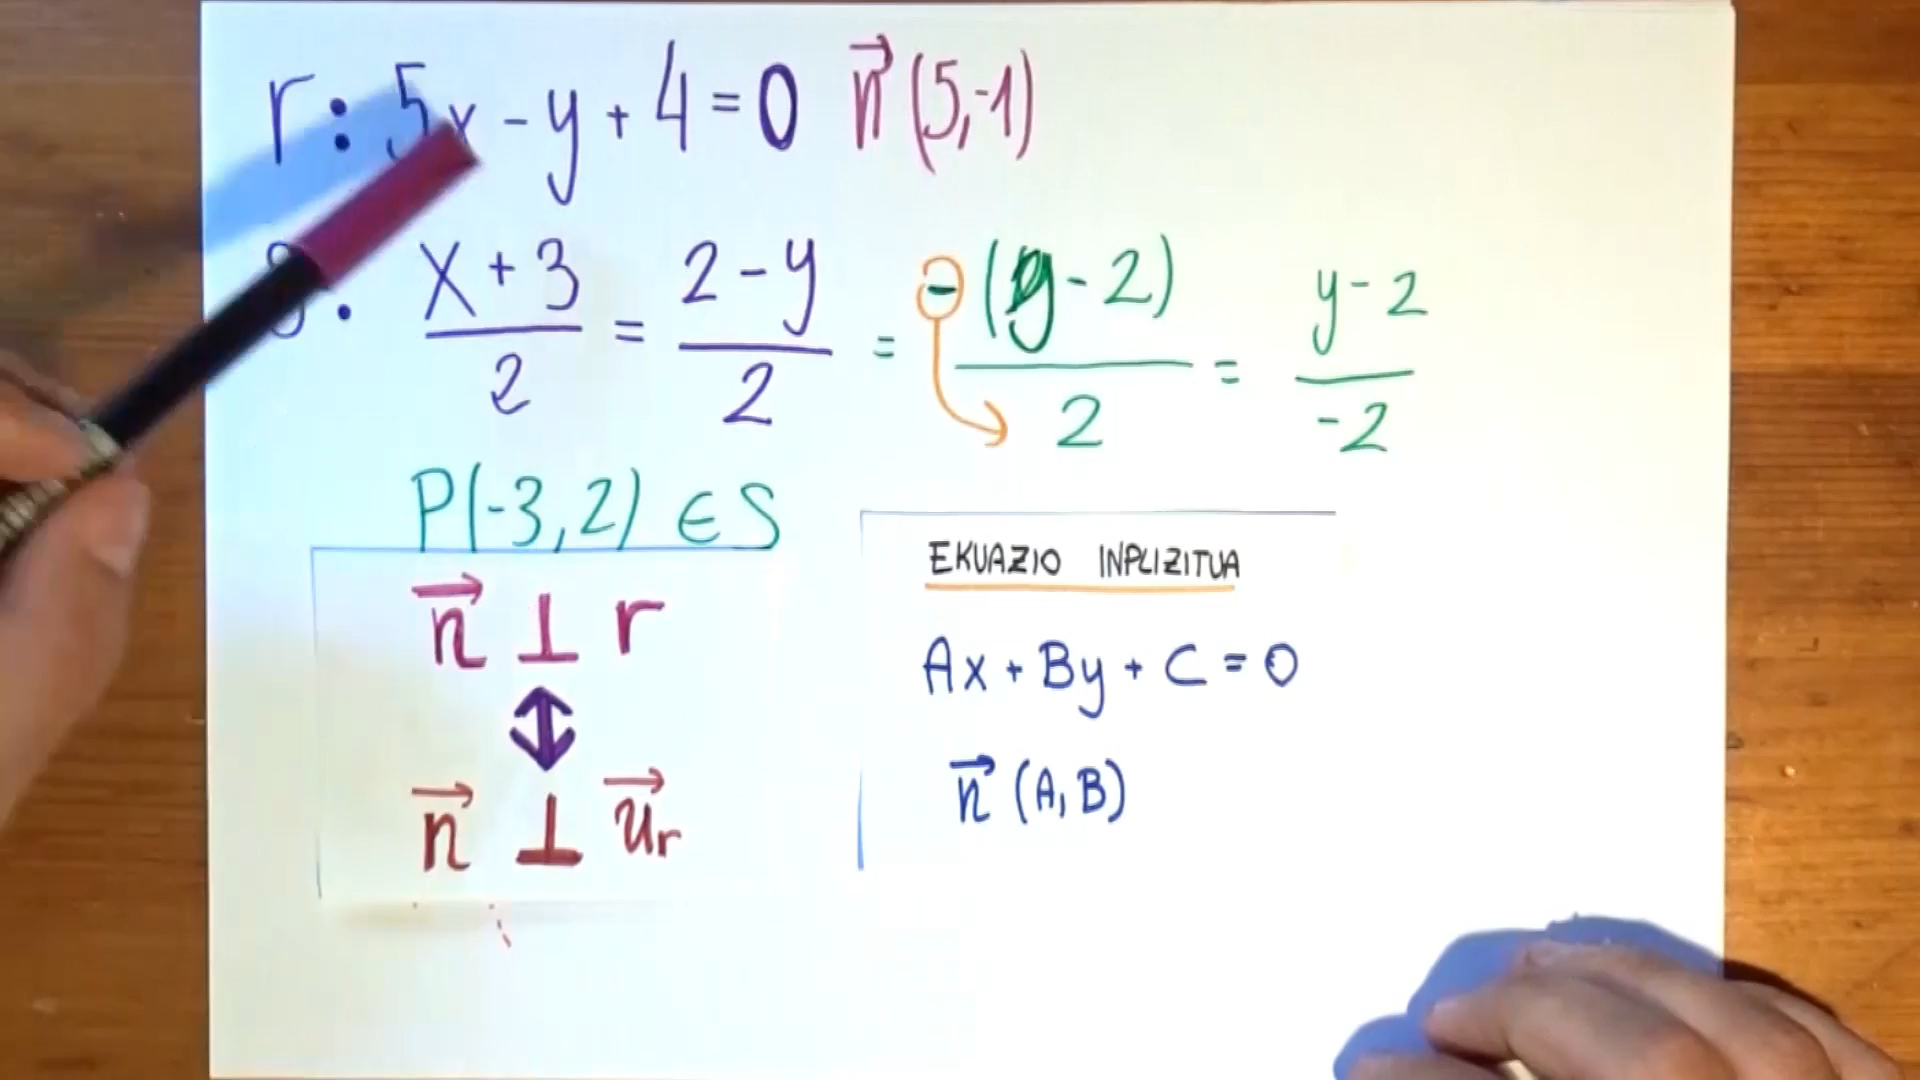 r: 5x - y + 4 = 0 n⃗ (5,-1)
: x + 3 / 2 = 2 - y / 2 = -(y - 2) / 2 = y - 2 / -2
P(-3,2) ∈ S
n⃗ ⊥ r
↕
n⃗ ⊥ u⃗r
EKUAZIO INPLIZITUA
Ax + By + C = 0
n⃗ (A, B)